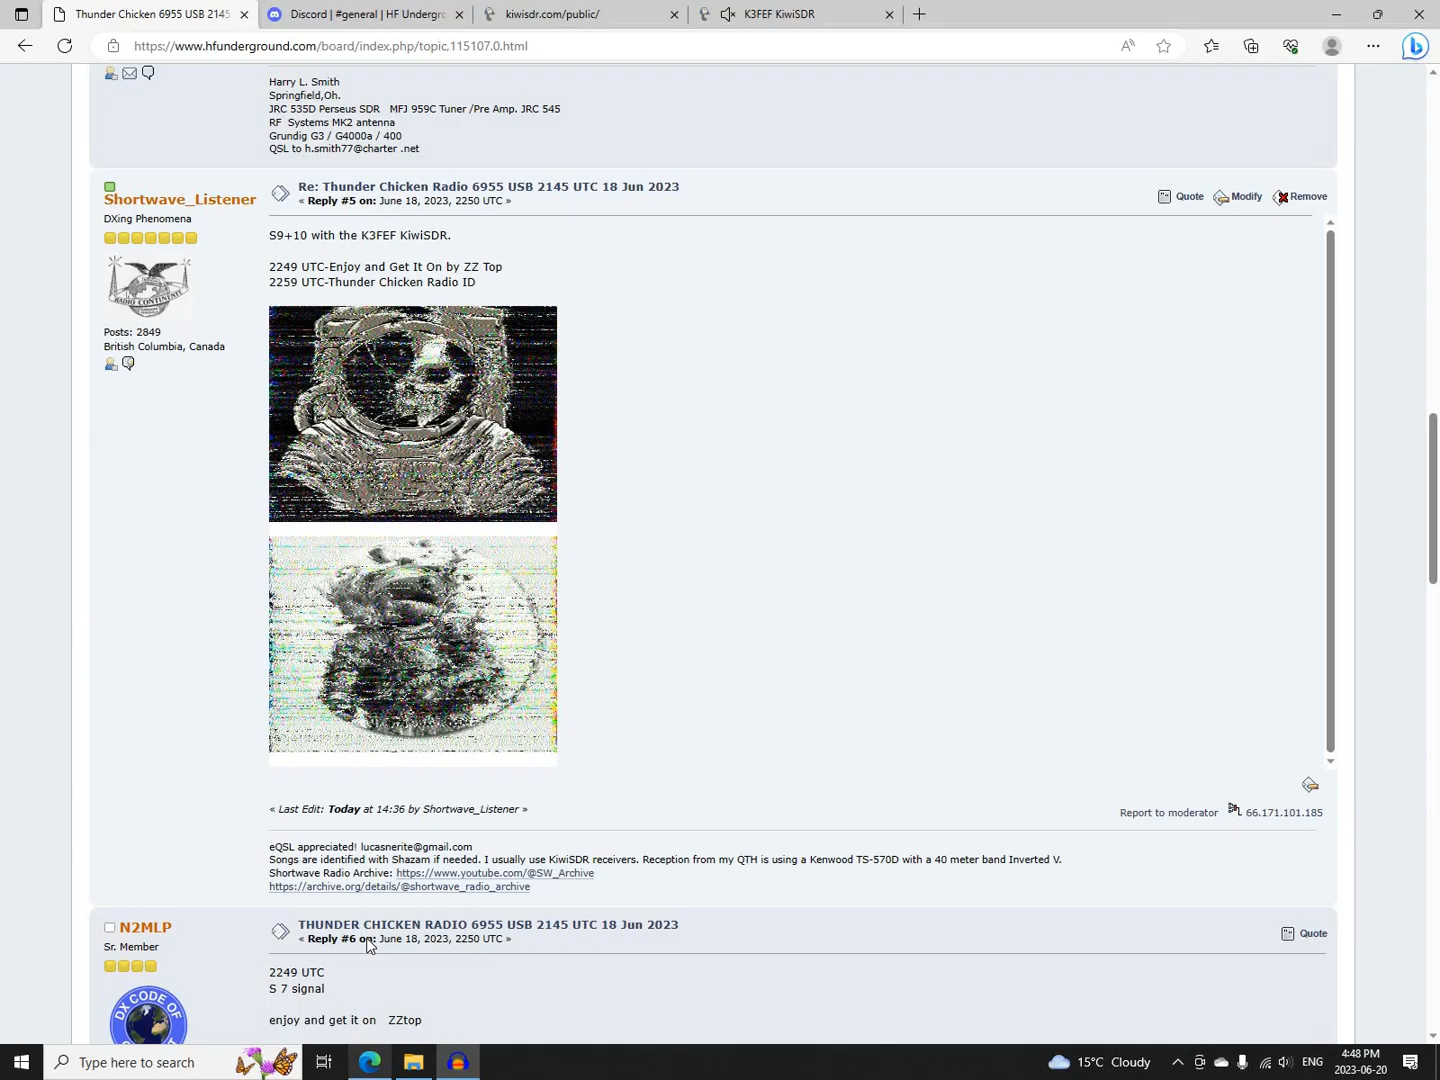 Thunder Chicken 6955 USB 2145
Discord | #general | HF Undergro
kiwisdr.com/public/
K3FEF KiwiSDR
https://www.hfunderground.com/board/index.php/topic,115107.0.html
Harry L. Smith
Springfield,Oh.
JRC 535D Perseus SDR MFJ 959C Tuner /Pre Amp. JRC 545
RF Systems MK2 antenna
Grundig G3 / G4000a / 400
QSL to h.smith77@charter .net
Shortwave_Listener
DXing Phenomena
RADIO CONTINENTE
Posts: 2849
British Columbia, Canada
Re: Thunder Chicken Radio 6955 USB 2145 UTC 18 Jun 2023
« Reply #5 on: June 18, 2023, 2250 UTC »
Quote Modify Remove
S9+10 with the K3FEF KiwiSDR.
2249 UTC-Enjoy and Get It On by ZZ Top
2259 UTC-Thunder Chicken Radio ID
« Last Edit: Today at 14:36 by Shortwave_Listener »
Report to moderator 66.171.101.185
eQSL appreciated! lucasnerite@gmail.com
Songs are identified with Shazam if needed. I usually use KiwiSDR receivers. Reception from my QTH is using a Kenwood TS-570D with a 40 meter band Inverted V.
Shortwave Radio Archive: https://www.youtube.com/@SW_Archive
https://archive.org/details/@shortwave_radio_archive
N2MLP
Sr. Member
DX CODE OF
THUNDER CHICKEN RADIO 6955 USB 2145 UTC 18 Jun 2023
« Reply #6 on: June 18, 2023, 2250 UTC »
Quote
2249 UTC
S 7 signal
enjoy and get it on ZZtop
Type here to search
15°C Cloudy
ENG
4:48 PM
2023-06-20